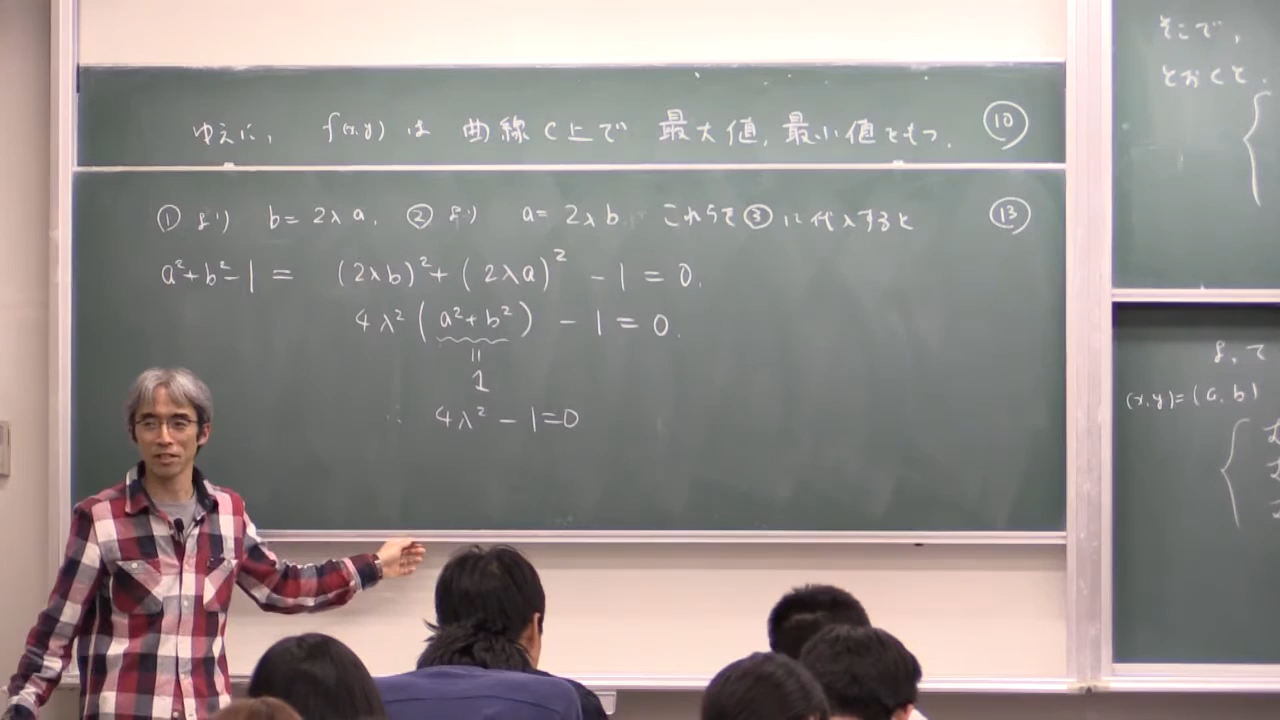 ゆえに, f(x,y) は 曲線 C 上で 最大値, 最小値をもつ. ⑩
① より b = 2λa, ② より a = 2λb. これらを③に代入すると ⑬
a²+b²-1 = (2λb)²+(2λa)² - 1 = 0.
4λ²(a²+b²) - 1 = 0.
||
1
∴ 4λ² - 1 = 0
そこで,
とおくと,
{
よって
(x,y)=(a,b)
{